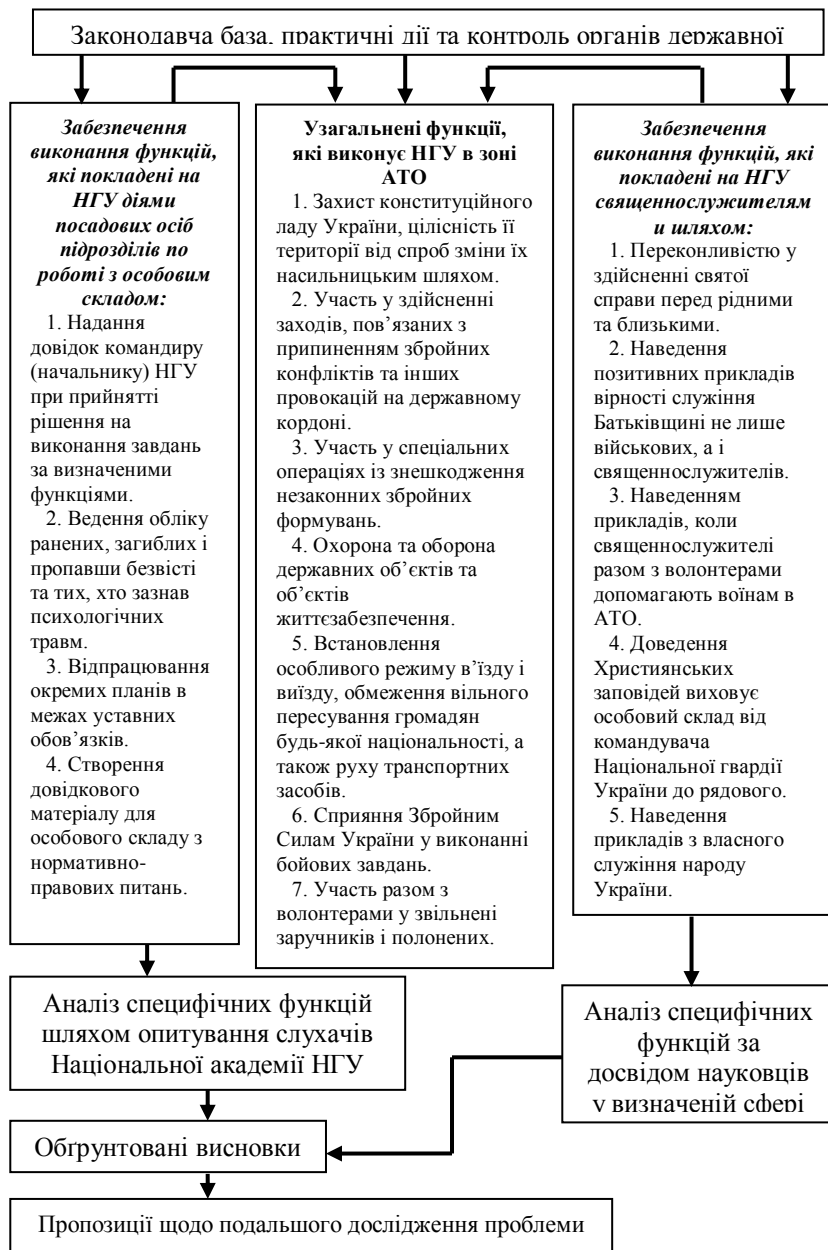 Законодавча база, практичні дії та контроль органів державної
Забезпечення
виконання функцій,
які покладені на
НГУ діями
посадових осіб
підрозділів по
роботі з особовим
складом:
1. Надання
довідок командиру
(начальнику) НГУ
при прийнятті
рішення на
виконання завдань
за визначеними
функціями.
2. Ведення обліку
ранених, загиблих і
пропавши безвісті
та тих, хто зазнав
психологічних
травм.
3. Відпрацювання
окремих планів в
межах уставних
обов’язків.
4. Створення
довідкового
матеріалу для
особового складу з
нормативно-
правових питань.
Узагальнені функції,
які виконує НГУ в зоні
АТО
1. Захист конституційного
ладу України, цілісність її
території від спроб зміни їх
насильницьким шляхом.
2. Участь у здійсненні
заходів, пов’язаних з
припиненням збройних
конфліктів та інших
провокацій на державному
кордоні.
3. Участь у спеціальних
операціях із знешкодження
незаконних збройних
формувань.
4. Охорона та оборона
державних об’єктів та
об’єктів
життєзабезпечення.
5. Встановлення
особливого режиму в’їзду і
виїзду, обмеження вільного
пересування громадян
будь-якої національності, а
також руху транспортних
засобів.
6. Сприяння Збройним
Силам України у виконанні
бойових завдань.
7. Участь разом з
волонтерами у звільнені
заручників і полонених.
Забезпечення
виконання функцій, які
покладені на НГУ
священнослужителям
и шляхом:
1. Переконливістю у
здійсненні святої
справи перед рідними
та близькими.
2. Наведення
позитивних прикладів
вірності служіння
Батьківщині не лише
військових, а і
священнослужителів.
3. Наведенням
прикладів, коли
священнослужителі
разом з волонтерами
допомагають воїнам в
АТО.
4. Доведення
Християнських
заповідей виховує
особовий склад від
командувача
Національної гвардії
України до рядового.
5. Наведення
прикладів з власного
служіння народу
України.
Аналіз специфічних функцій
шляхом опитування слухачів
Національної академії НГУ
Аналіз специфічних
функцій за
досвідом науковців
у визначеній сфері
Обґрунтовані висновки
Пропозиції щодо подальшого дослідження проблеми